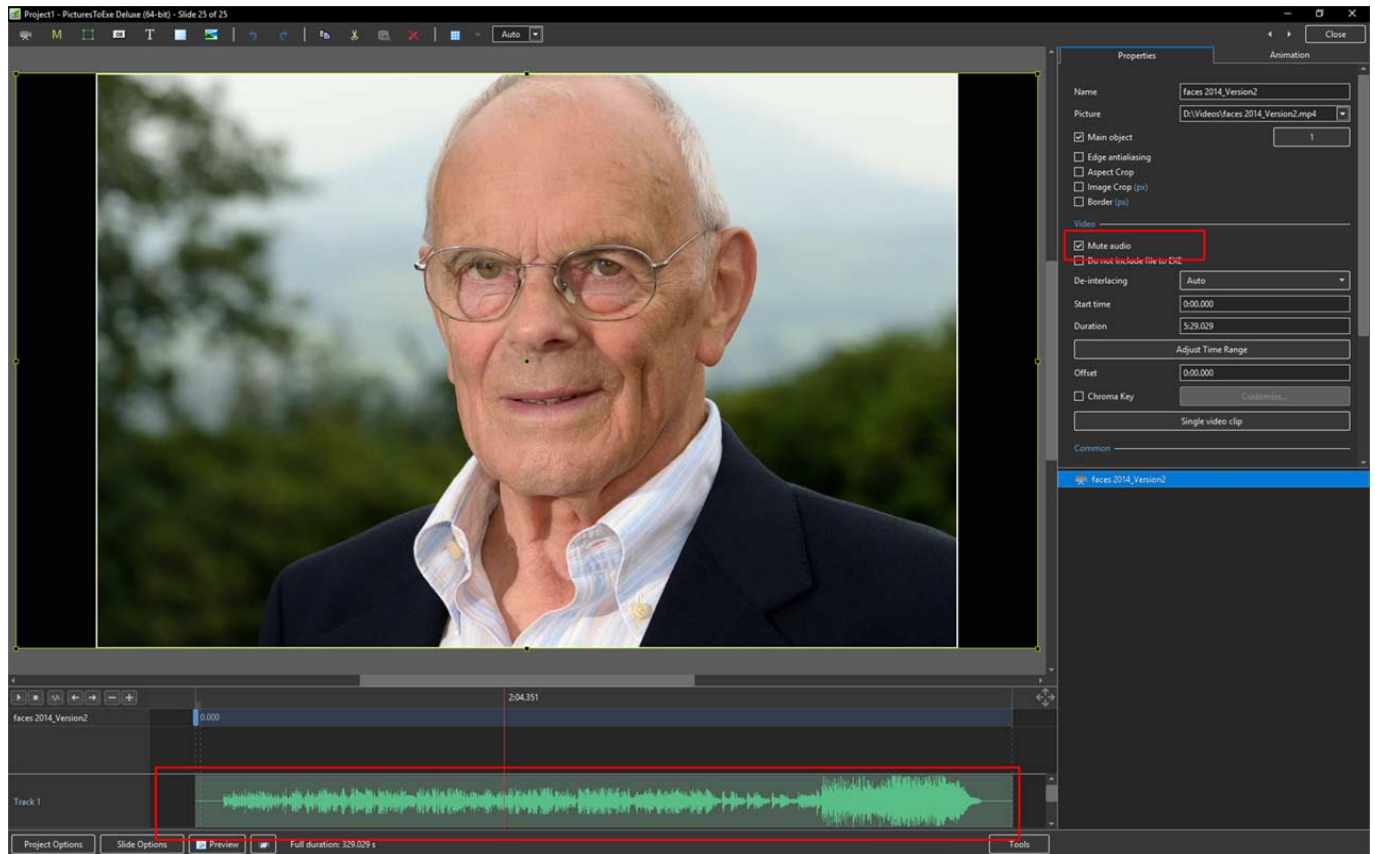 Project1 - PicturesToExe Deluxe (64-bit) - Slide 25 of 25
M OK T Auto
Close
Properties Animation
Name faces 2014_Version2
Picture D:\Videos\faces 2014_Version2.mp4
Main object 1
Edge antialiasing
Aspect Crop
Image Crop (px)
Border (px)
Video
Mute audio
Do not include file to EXE
De-interlacing Auto
Start time 0:00.000
Duration 5:29.029
Adjust Time Range
Offset 0:00.000
Chroma Key Customize...
Single video clip
Common
faces 2014_Version2
2:04.351
faces 2014_Version2 0.000
Track 1
Project Options Slide Options Preview Full duration: 329.029 s Tools